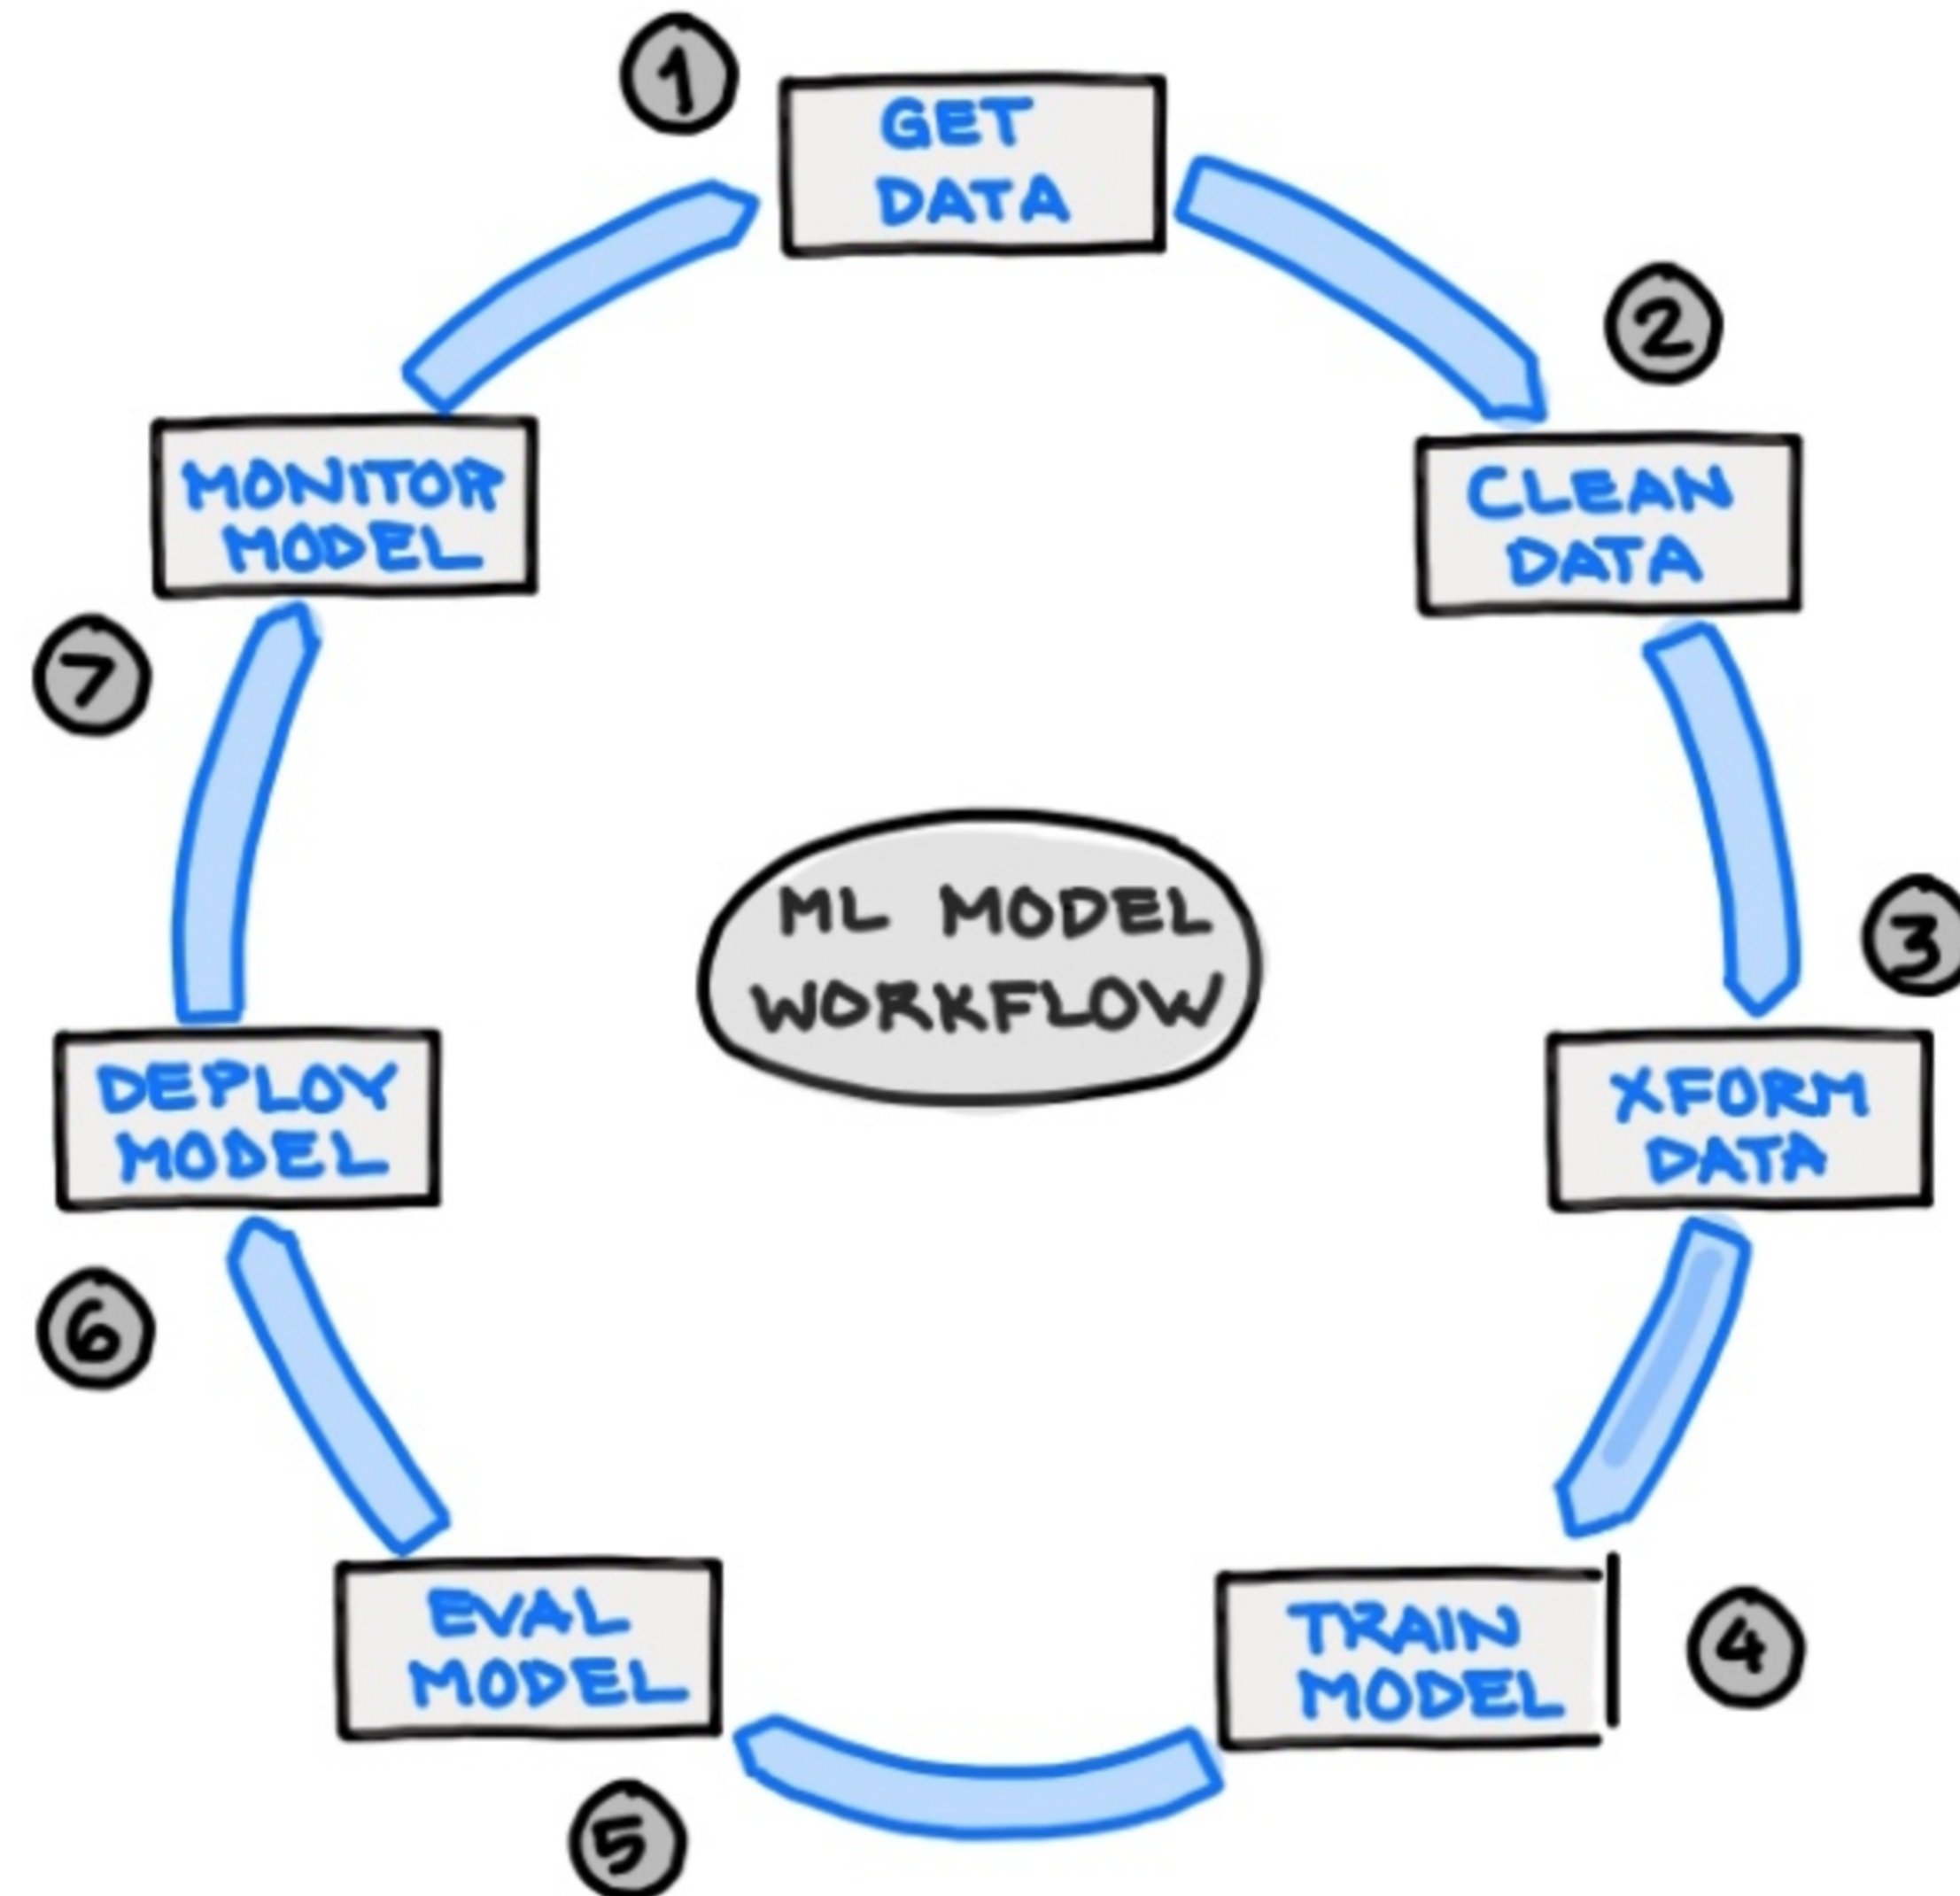 1
GET
DATA
2
CLEAN
DATA
3
XFORM
DATA
4
TRAIN
MODEL
5
EVAL
MODEL
6
DEPLOY
MODEL
7
MONITOR
MODEL
ML MODEL
WORKFLOW